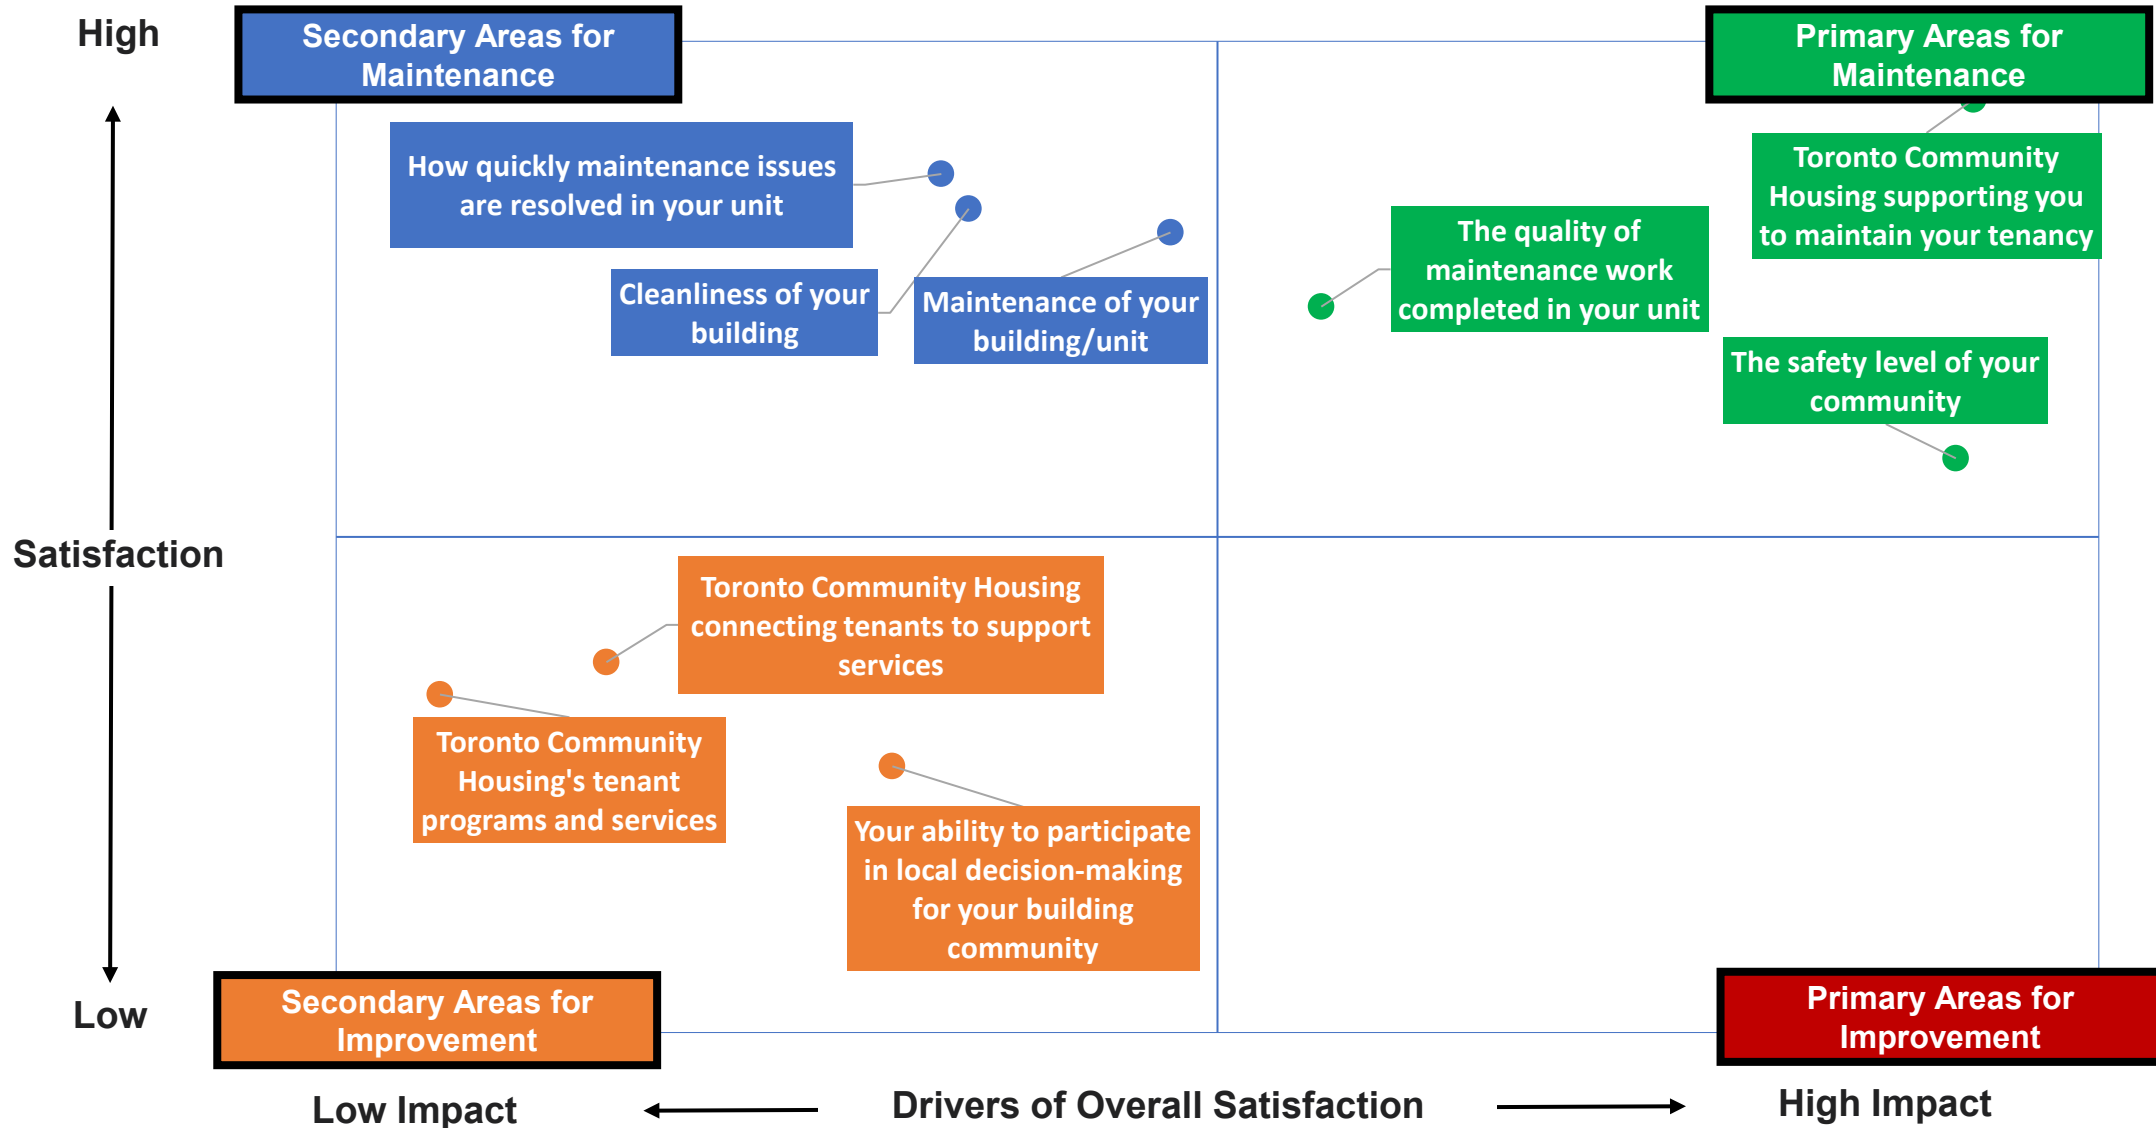 High
Secondary Areas for
Maintenance
Primary Areas for
Maintenance
How quickly maintenance issues
are resolved in your unit
Cleanliness of your
building
Maintenance of your
building/unit
The quality of
maintenance work
completed in your unit
Toronto Community
Housing supporting you
to maintain your tenancy
The safety level of your
community
Satisfaction
Toronto Community Housing
connecting tenants to support
services
Toronto Community
Housing's tenant
programs and services
Your ability to participate
in local decision-making
for your building
community
Low
Secondary Areas for
Improvement
Primary Areas for
Improvement
Low Impact
Drivers of Overall Satisfaction
High Impact